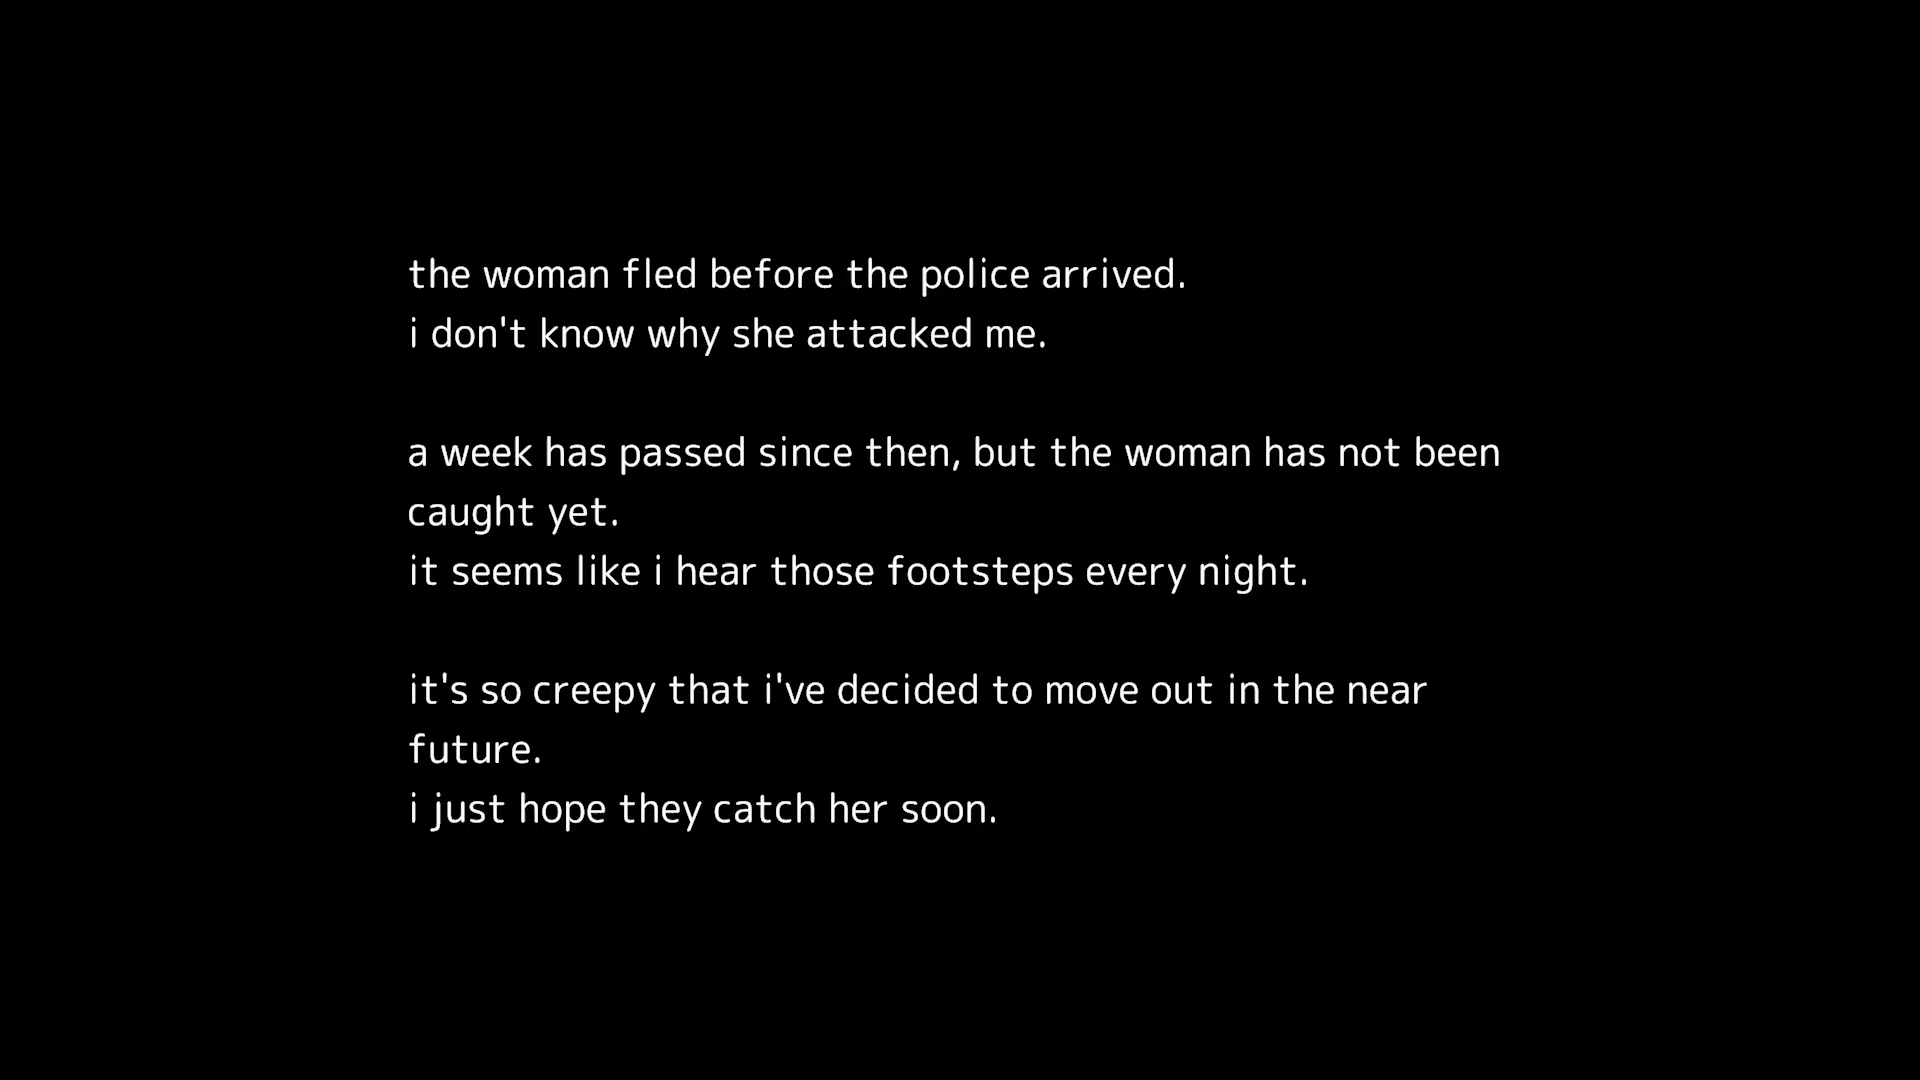 the woman fled before the police arrived.
i don't know why she attacked me.
a week has passed since then, but the woman has not been
caught yet.
it seems like i hear those footsteps every night.
it's so creepy that i've decided to move out in the near
future.
i just hope they catch her soon.